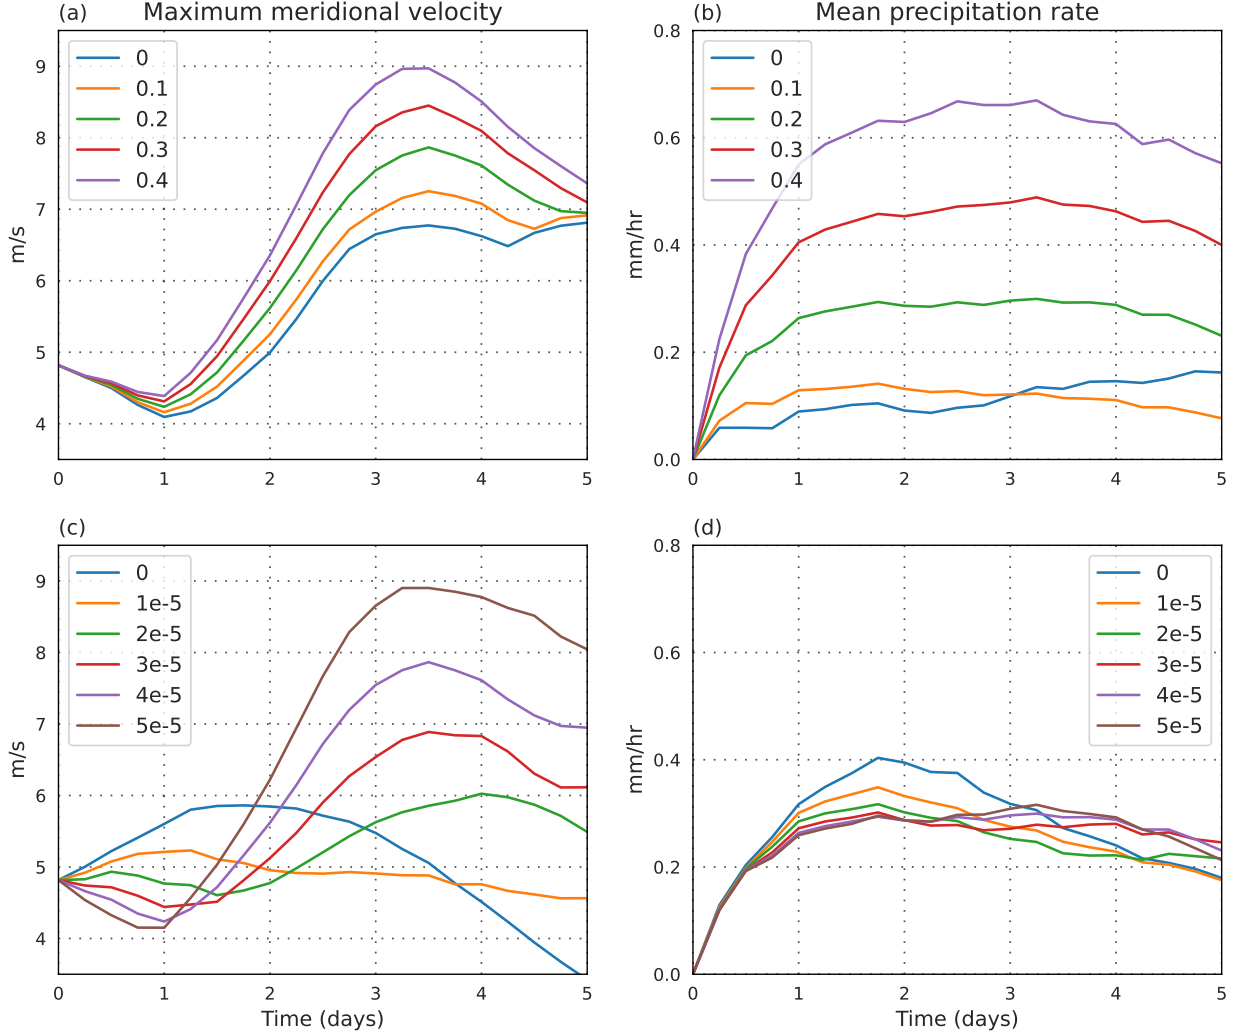 (a) Maximum meridional velocity
(b) Mean precipitation rate
m/s
9
8
7
6
5
4
0
0.1
0.2
0.3
0.4
0 1 2 3 4 5
mm/hr
0.8
0.6
0.4
0.2
0.0
0
0.1
0.2
0.3
0.4
0 1 2 3 4 5
(c)
m/s
9
8
7
6
5
4
0
1e-5
2e-5
3e-5
4e-5
5e-5
0 1 2 3 4 5
Time (days)
(d)
mm/hr
0.8
0.6
0.4
0.2
0.0
0
1e-5
2e-5
3e-5
4e-5
5e-5
0 1 2 3 4 5
Time (days)